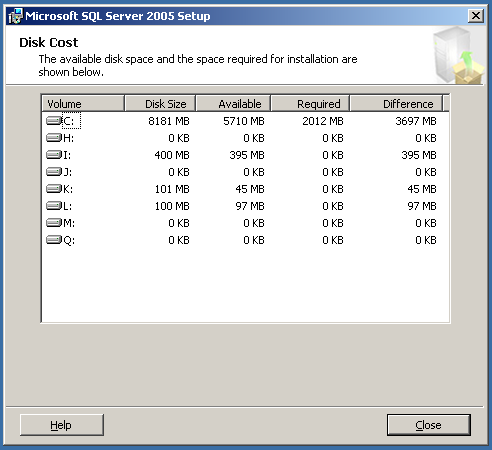 Microsoft SQL Server 2005 Setup
Disk Cost
The available disk space and the space required for installation are
shown below.
Volume Disk Size Available Required Difference
C: 8181 MB 5710 MB 2012 MB 3697 MB
H: 0 KB 0 KB 0 KB 0 KB
I: 400 MB 395 MB 0 KB 395 MB
J: 0 KB 0 KB 0 KB 0 KB
K: 101 MB 45 MB 0 KB 45 MB
L: 100 MB 97 MB 0 KB 97 MB
M: 0 KB 0 KB 0 KB 0 KB
Q: 0 KB 0 KB 0 KB 0 KB
Help Close